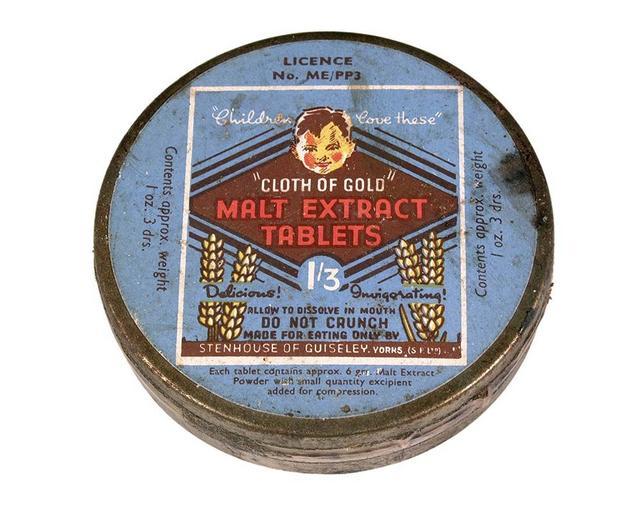 LICENCE
No. ME/PP3
"Children love these"
"CLOTH OF GOLD"
MALT EXTRACT
TABLETS
1/3
Delicious! Invigorating!
ALLOW TO DISSOLVE IN MOUTH
DO NOT CRUNCH
MADE FOR EATING ONLY BY
STENHOUSE OF GUISELEY. YORKS.
Each tablet contains approx. 6 grn. Malt Extract
Powder with small quantity excipient
added for compression.
Contents approx. weight
1 oz. 3 drs.
Contents approx. weight
1 oz. 3 drs.